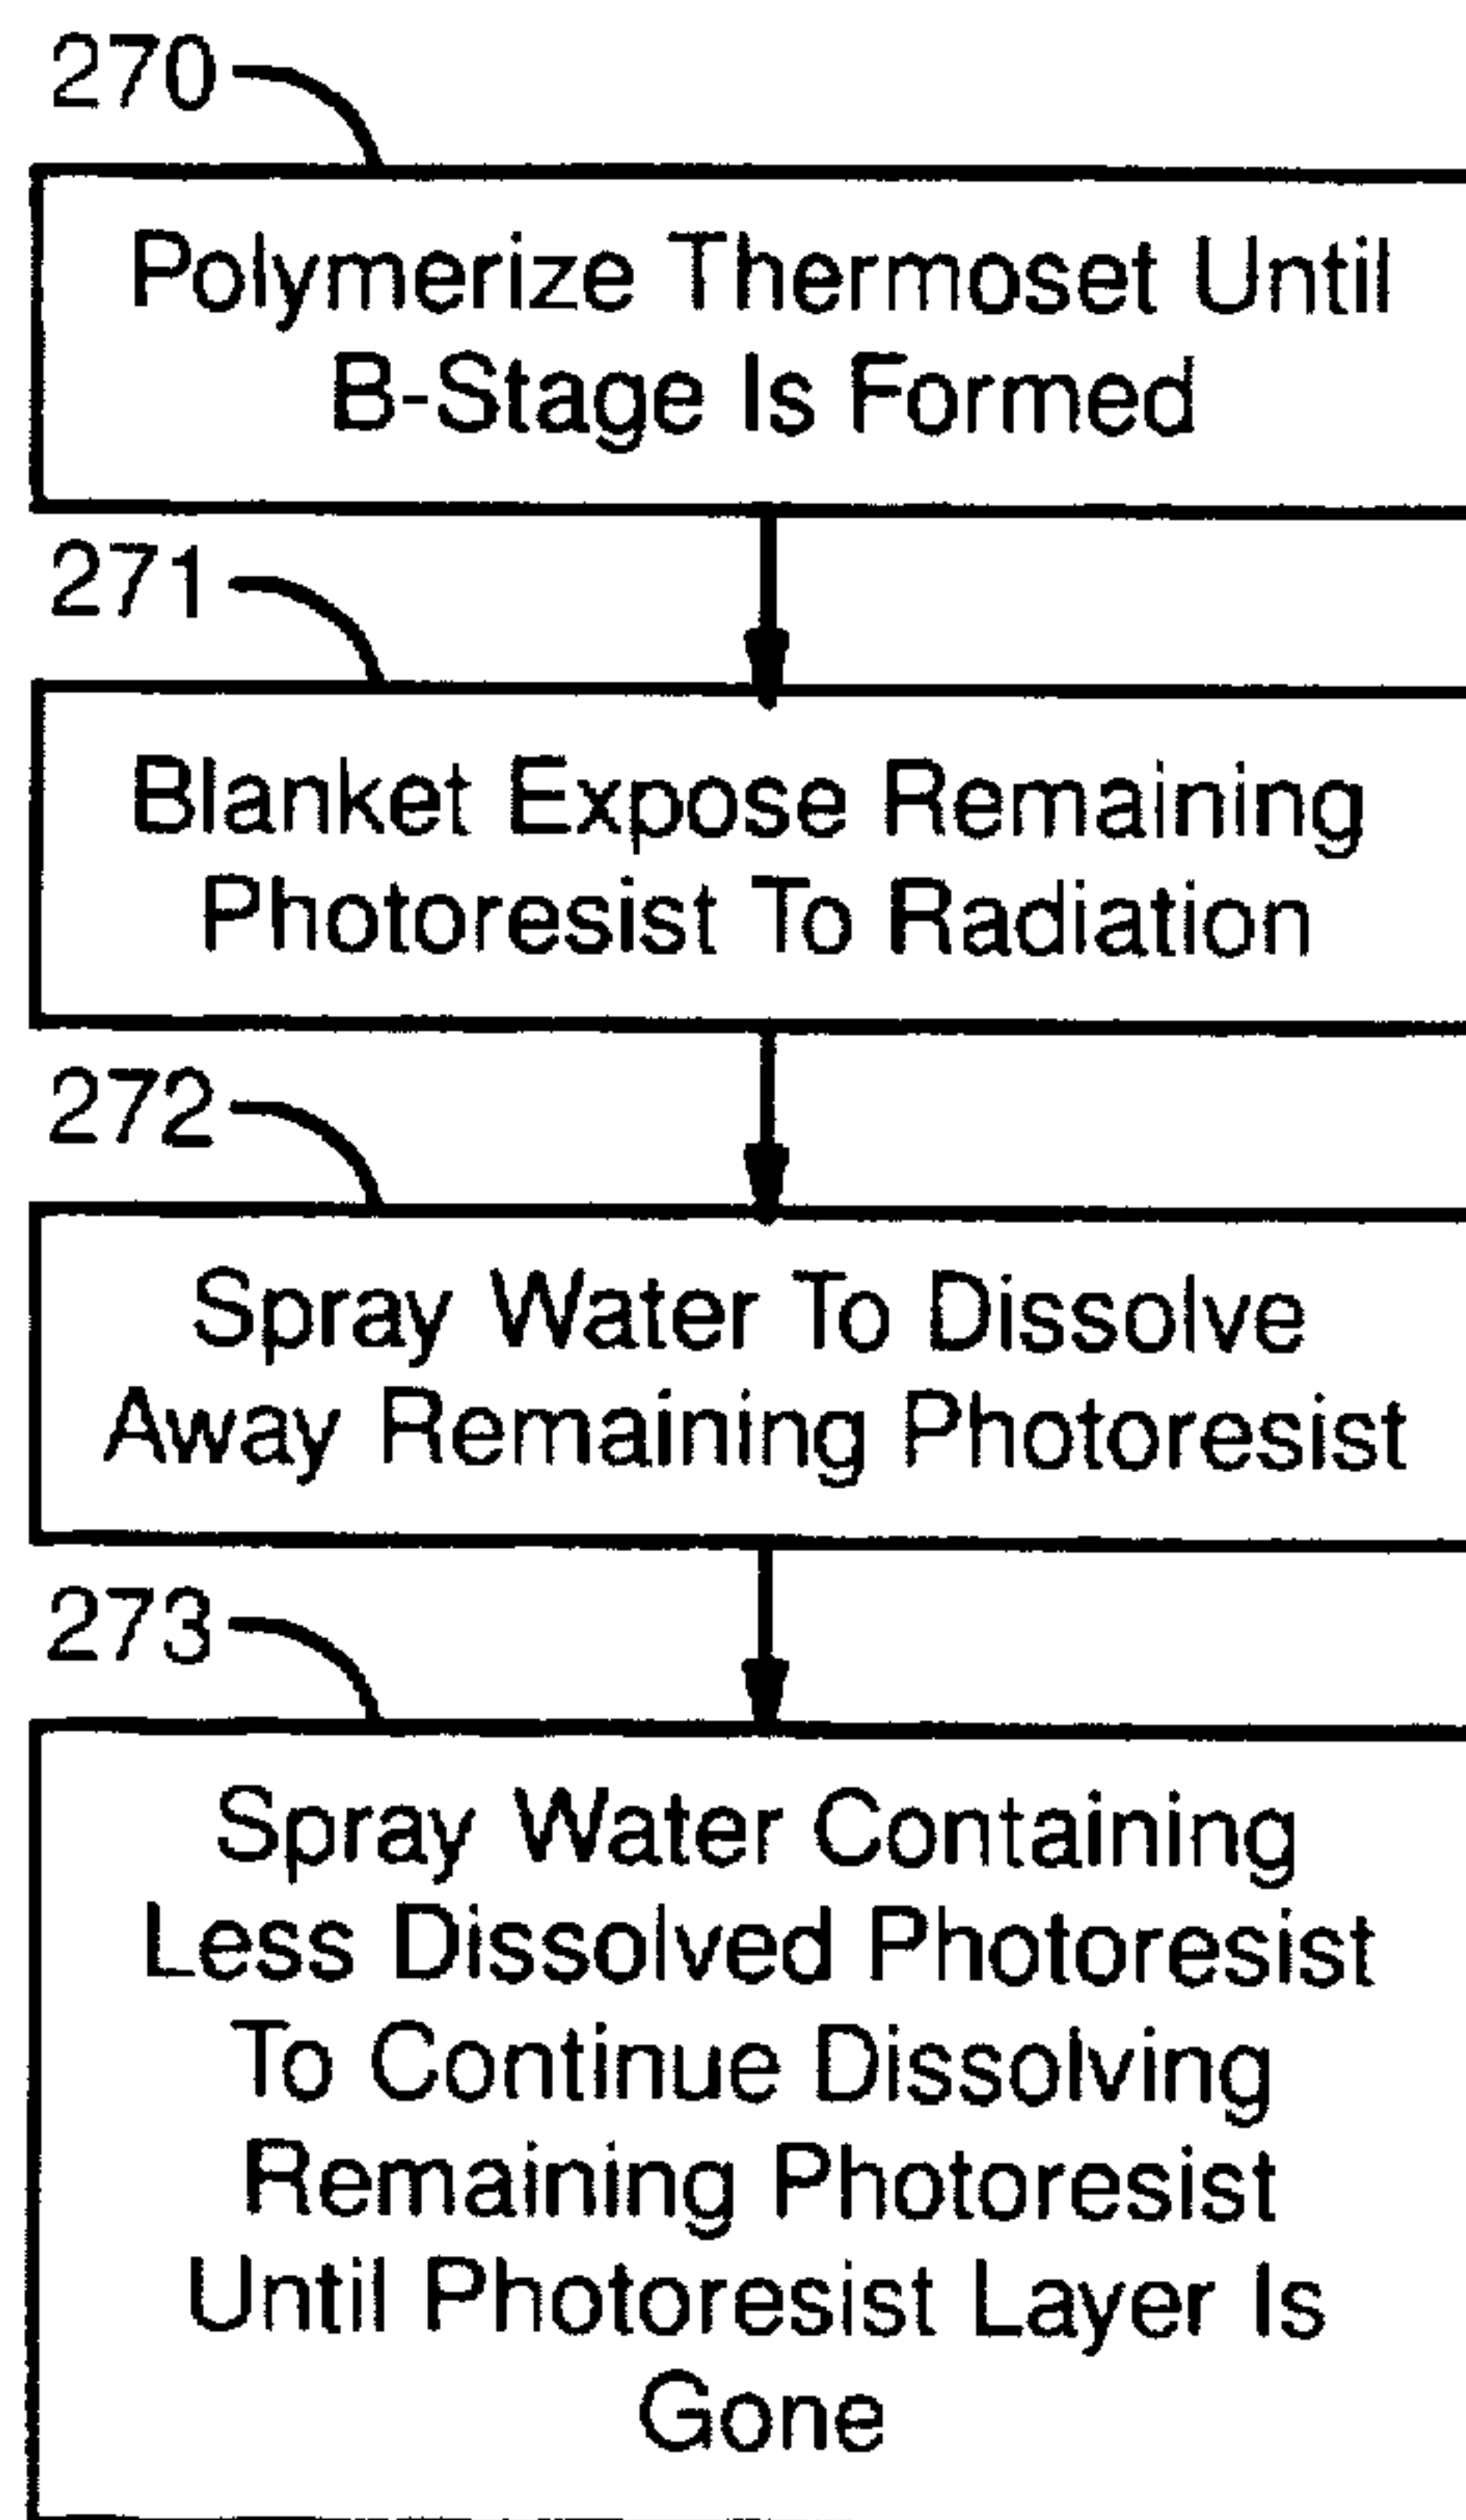 270
Polymerize Thermoset Until
B-Stage Is Formed
271
Blanket Expose Remaining
Photoresist To Radiation
272
Spray Water To Dissolve
Away Remaining Photoresist
273
Spray Water Containing
Less Dissolved Photoresist
To Continue Dissolving
Remaining Photoresist
Until Photoresist Layer Is
Gone